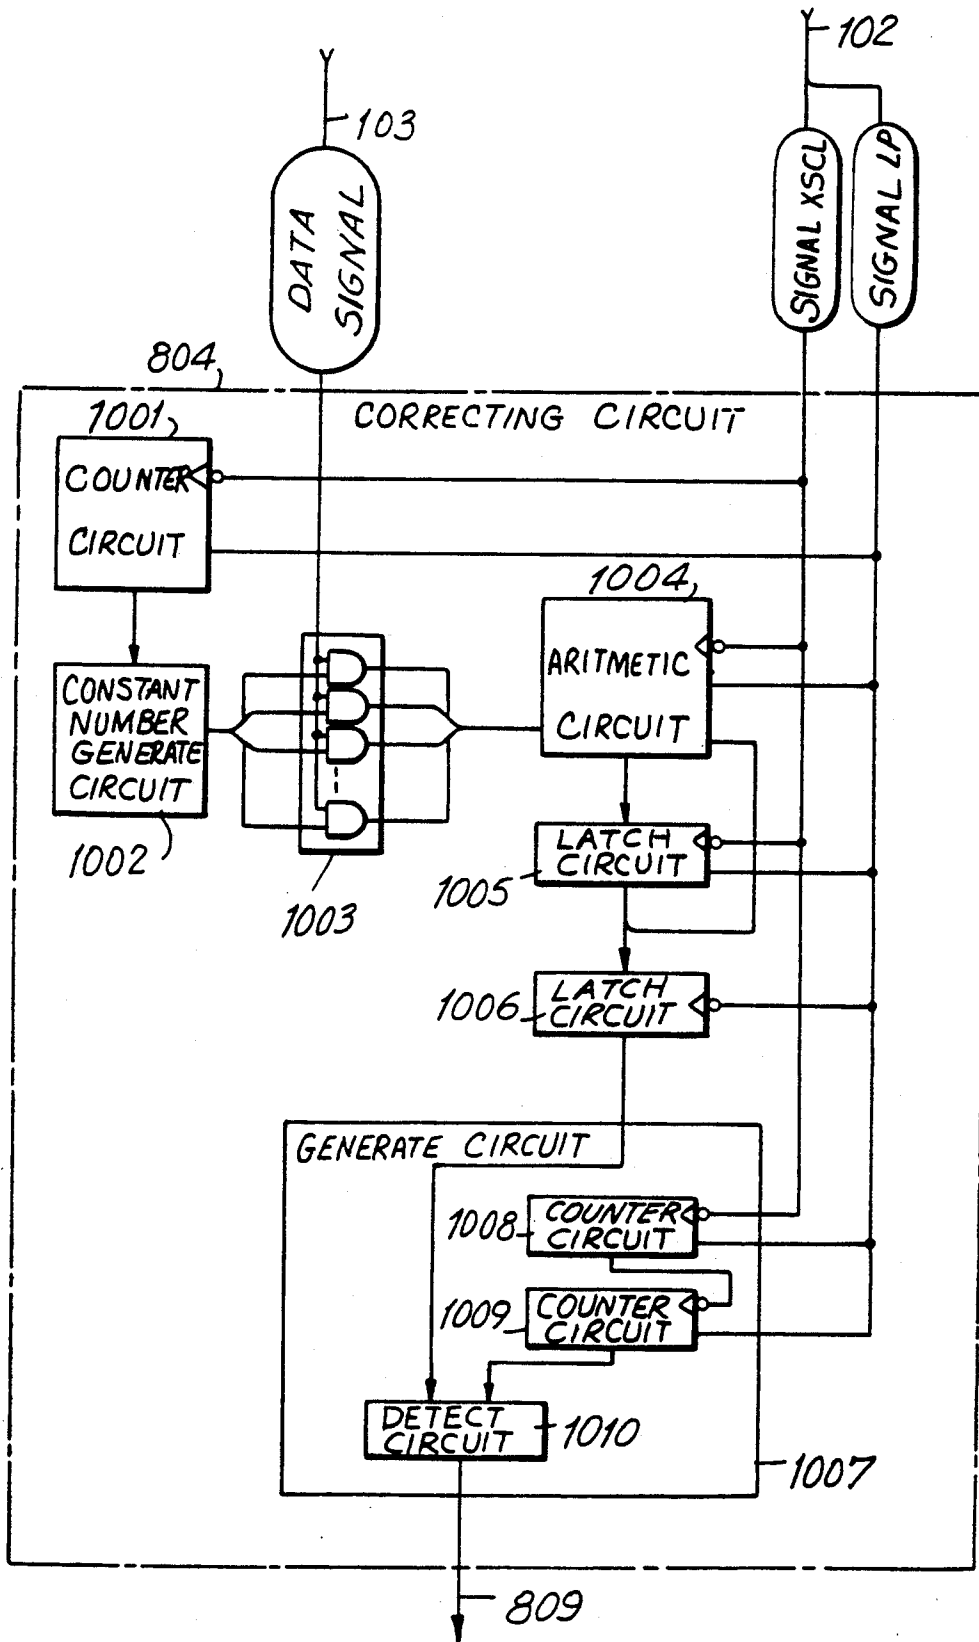 102
103
DATA
SIGNAL
SIGNAL XSCL
SIGNAL LP
804
CORRECTING CIRCUIT
1001
COUNTER
CIRCUIT
1004
ARITMETIC
CIRCUIT
CONSTANT
NUMBER
GENERATE
CIRCUIT
1002
1003
LATCH
CIRCUIT
1005
LATCH
CIRCUIT
1006
GENERATE CIRCUIT
COUNTER
CIRCUIT
1008
COUNTER
CIRCUIT
1009
DETECT
CIRCUIT
1010
1007
809